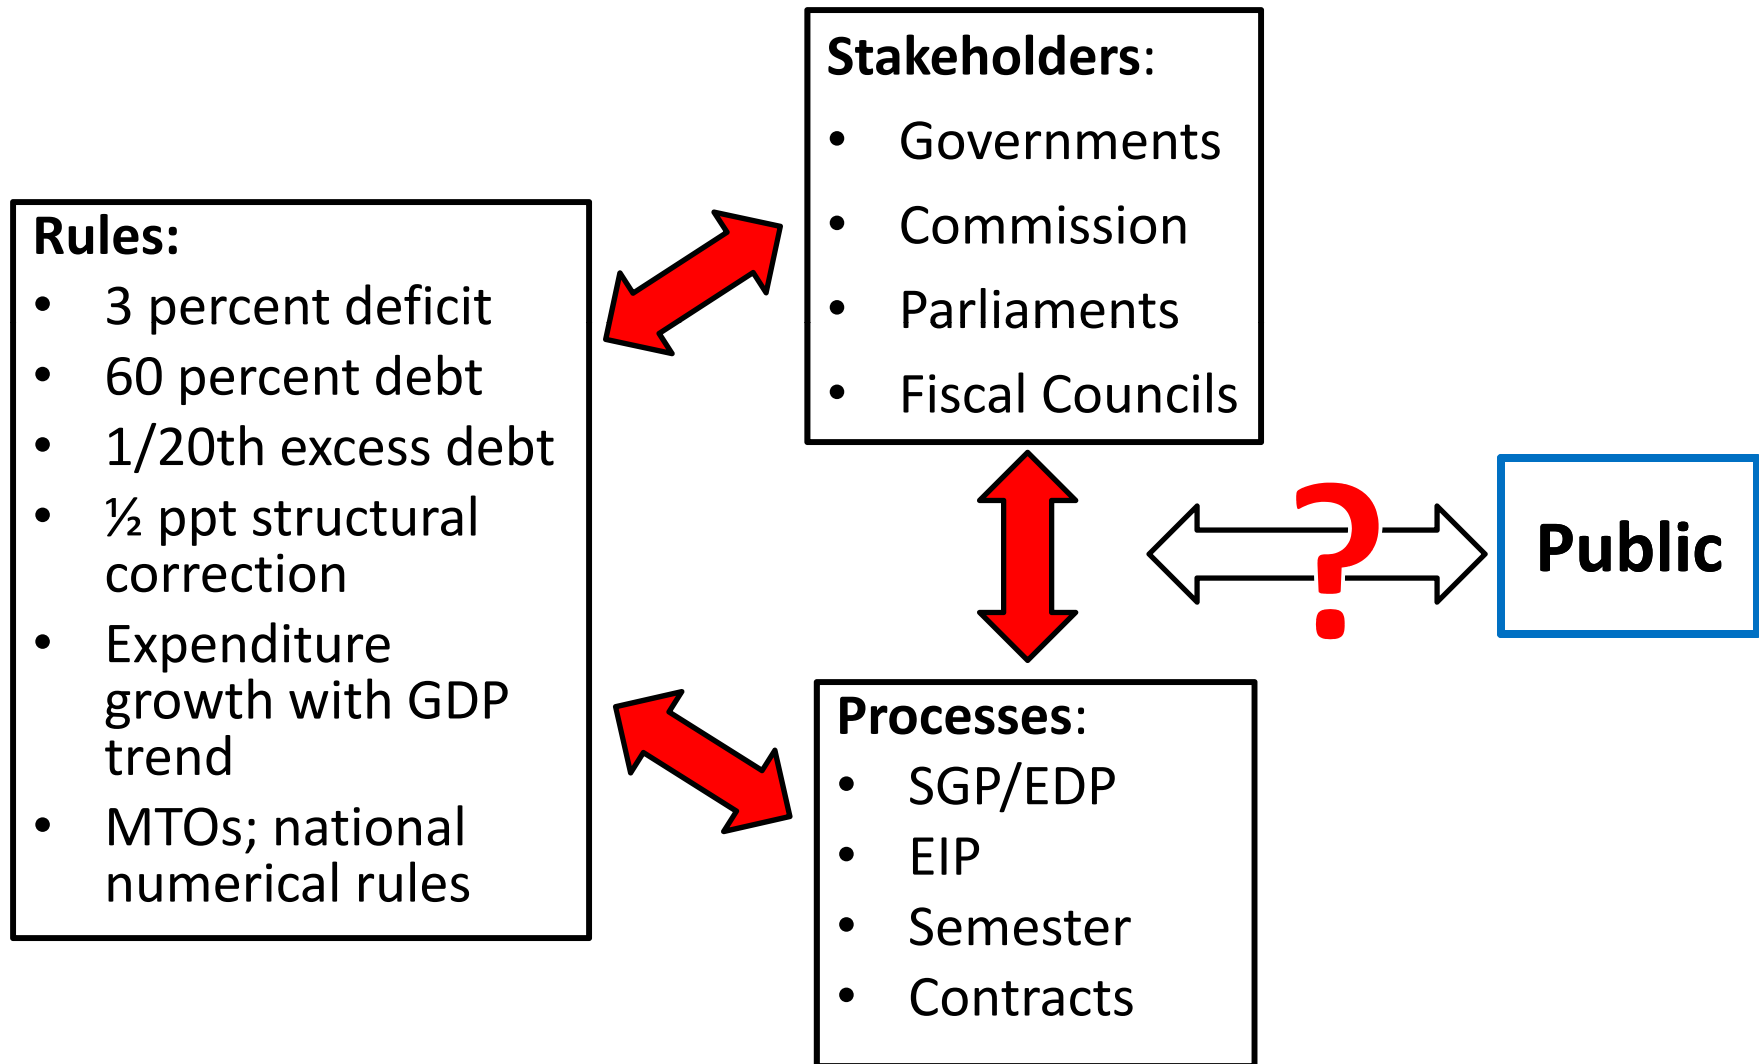 Rules:
• 3 percent deficit
• 60 percent debt
• 1/20th excess debt
• ½ ppt structural
correction
• Expenditure
growth with GDP
trend
• MTOs; national
numerical rules
Stakeholders:
• Governments
• Commission
• Parliaments
• Fiscal Councils
?
Public
Processes:
• SGP/EDP
• EIP
• Semester
• Contracts